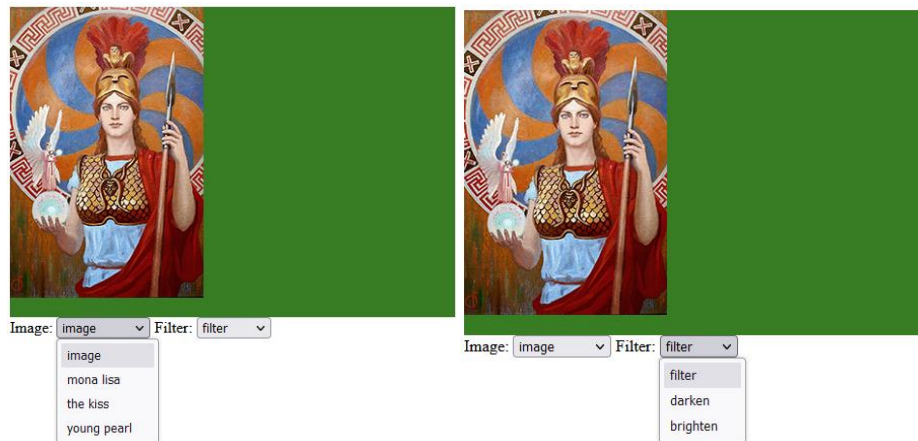 Image: image Filter: filter
image
mona lisa
the kiss
young pearl
Image: image Filter: filter
filter
darken
brighten